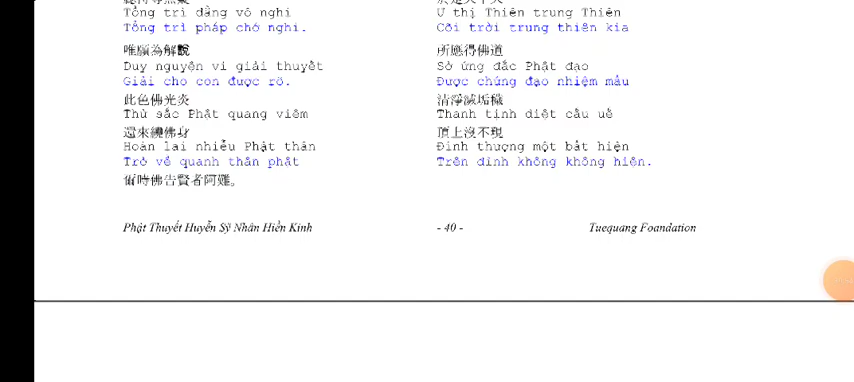 Tổng trì đẳng vô nghi
Tổng trì pháp chớ nghi.
唯願為解說
Duy nguyện vi giải thuyết
Giải cho con được rõ.
此色佛光炎
Thử sắc Phật quang viêm
還來繞佛身
Hoàn lai nhiễu Phật thân
Trở về quanh thân phật
爾時佛告賢者阿難。
Ư thị Thiên trung Thiên
Cõi trời trung thiên kia
所應得佛道
Sở ứng đắc Phật đạo
Được chúng đạo nhiệm mầu
清淨滅垢穢
Thanh tịnh diệt cấu uế
頂上沒不現
Đỉnh thượng một bất hiện
Trên đỉnh không không hiện.
Phật Thuyết Huyễn Sỹ Nhân Hiền Kinh
- 40 -
Tuequang Foandation